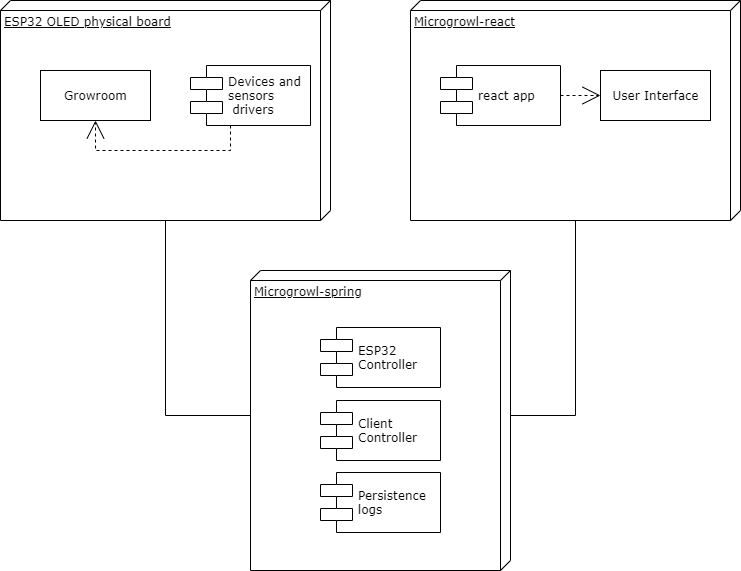 ESP32 OLED physical board
Growroom
Devices and
sensors
drivers
Microgrowl-react
react app
User Interface
Microgrowl-spring
ESP32
Controller
Client
Controller
Persistence
logs